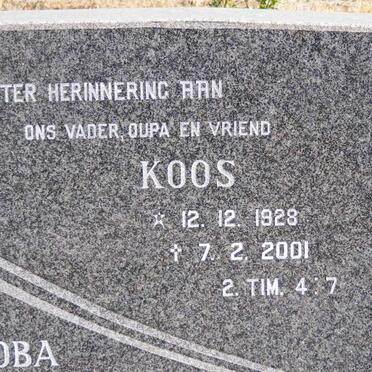 TER HERINNERING AAN
ONS VADER, OUPA EN VRIEND
KOOS
☆ 12. 12. 1928
† 7. 2. 2001
2. TIM. 4:7
OBA